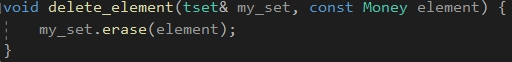 void delete_element(tset& my_set, const Money element) {
    my_set.erase(element);
}